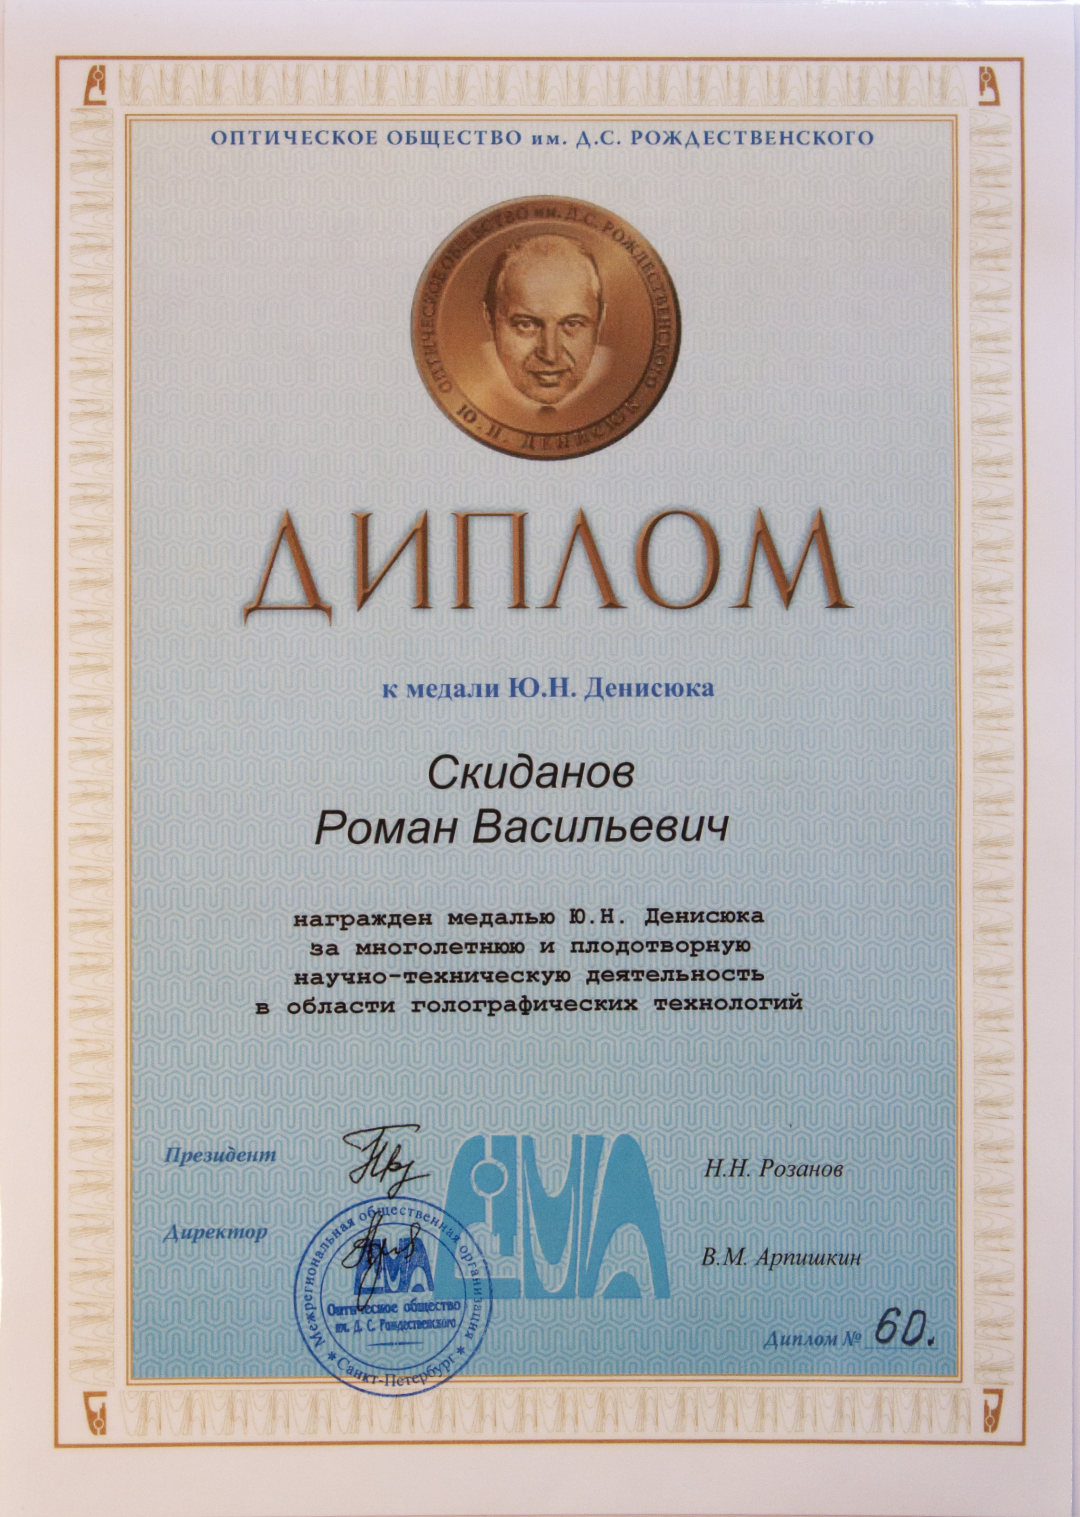 ОПТИЧЕСКОЕ ОБЩЕСТВО им. Д.С. РОЖДЕСТВЕНСКОГО
ОПТИЧЕСКОЕ ОБЩЕСТВО им. Д.С. РОЖДЕСТВЕНСКОГО
Ю.Н. ДЕНИСЮК
ДИПЛОМ
к медали Ю.Н. Денисюка
Скиданов
Роман Васильевич
награжден медалью Ю.Н. Денисюка
за многолетнюю и плодотворную
научно-техническую деятельность
в области голографических технологий
Президент
Н.Н. Розанов
Директор
В.М. Арпишкин
Межрегиональная общественная организация
Оптическое общество
им. Д. С. Рождественского
* Санкт-Петербург *
Диплом № 60.